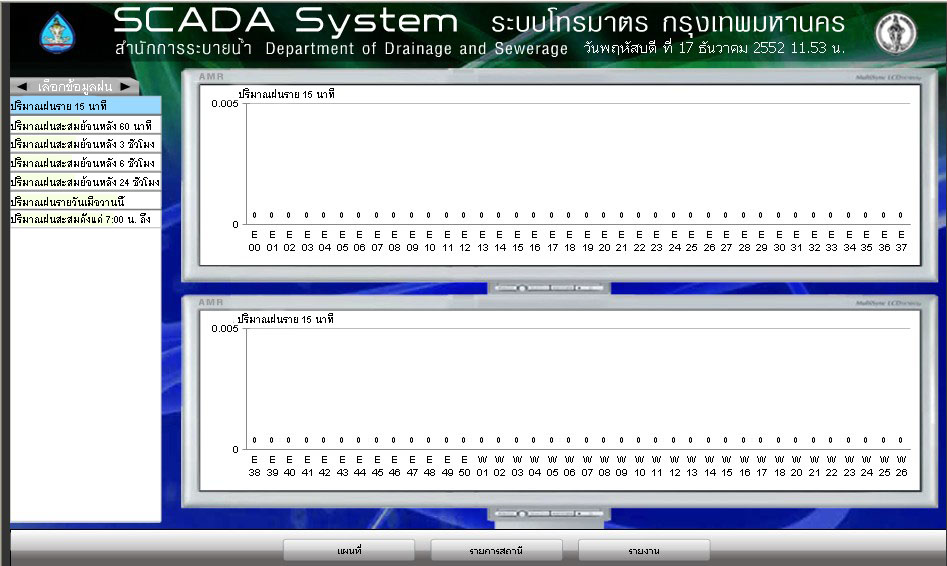 SCADA System ระบบโทรมาตร กรุงเทพมหานคร
สำนักการระบายน้ำ Department of Drainage and Sewerage วันพฤหัสบดี ที่ 17 ธันวาคม 2552 11.53 น.
◀ เลือกข้อมูลฝน ▶
ปริมาณฝนราย 15 นาที
ปริมาณฝนสะสมย้อนหลัง 60 นาที
ปริมาณฝนสะสมย้อนหลัง 3 ชั่วโมง
ปริมาณฝนสะสมย้อนหลัง 6 ชั่วโมง
ปริมาณฝนสะสมย้อนหลัง 24 ชั่วโมง
ปริมาณฝนรายวันเมื่อวานนี้
ปริมาณฝนสะสมตั้งแต่ 7:00 น. ถึง
AMR
ปริมาณฝนราย 15 นาที
0.005
0 0 0 0 0 0 0 0 0 0 0 0 0 0 0 0 0 0 0 0 0 0 0 0 0 0 0 0 0 0 0 0 0 0 0 0 0 0
0
E E E E E E E E E E E E E E E E E E E E E E E E E E E E E E E E E E E E E E
00 01 02 03 04 05 06 07 08 09 10 11 12 13 14 15 16 17 18 19 20 21 22 23 24 25 26 27 28 29 30 31 32 33 34 35 36 37
AMR
ปริมาณฝนราย 15 นาที
0.005
0 0 0 0 0 0 0 0 0 0 0 0 0 0 0 0 0 0 0 0 0 0 0 0 0 0 0 0 0 0 0 0 0 0 0 0 0 0
0
E E E E E E E E E E E E E W W W W W W W W W W W W W W W W W W W W W W W W W
38 39 40 41 42 43 44 45 46 47 48 49 50 01 02 03 04 05 06 07 08 09 10 11 12 13 14 15 16 17 18 20 21 22 23 24 25 26
แผนที่
รายการสถานี
รายงาน